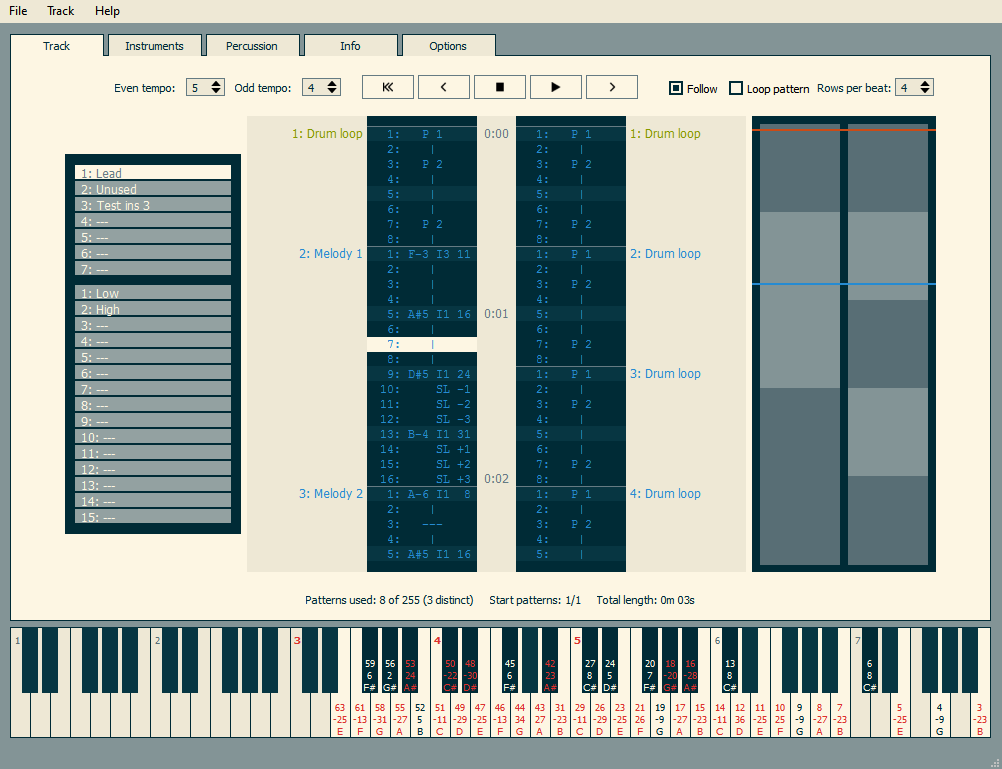 File Track Help
Track Instruments Percussion Info Options
Even tempo: 5 Odd tempo: 4 Follow Loop pattern Rows per beat: 4
1: Lead
2: Unused
3: Test ins 3
4: ---
5: ---
6: ---
7: ---
1: Low
2: High
3: ---
4: ---
5: ---
6: ---
7: ---
8: ---
9: ---
10: ---
11: ---
12: ---
13: ---
14: ---
15: ---
1: Drum loop 1: P 1 0:00 1: P 1 1: Drum loop
2: | 2: |
3: P 2 3: P 2
4: | 4: |
5: | 5: |
6: | 6: |
7: P 2 7: P 2
8: | 8: |
2: Melody 1 1: F-3 I3 11 1: P 1 2: Drum loop
2: | 2: |
3: | 3: P 2
4: | 4: |
5: A#5 I1 16 0:01 5: |
6: | 6: |
7: | 7: P 2
8: | 8: |
9: D#5 I1 24 1: P 1 3: Drum loop
10: SL -1 2: |
11: SL -2 3: P 2
12: SL -3 4: |
13: B-4 I1 31 5: |
14: SL +1 6: |
15: SL +2 7: P 2
16: SL +3 0:02 8: |
3: Melody 2 1: A-6 I1 8 1: P 1 4: Drum loop
2: | 2: |
3: --- 3: P 2
4: | 4: |
5: A#5 I1 16 5: |
Patterns used: 8 of 255 (3 distinct) Start patterns: 1/1 Total length: 0m 03s
1 2 3 4 5 6 7
59 56 53 50 48 45 42 27 24 20 18 16 13 6
6 2 24 -22 -30 6 23 8 5 7 -20 -28 8 8
F# G# A# C# D# F# A# C# D# F# G# A# C# C#
63 61 58 55 52 51 49 47 46 44 43 31 29 26 23 21 19 17 15 14 12 11 10 9 8 7 5 4 3
-25 -13 -31 -27 5 -11 -29 -25 -13 34 27 -23 -11 -29 -25 26 -9 -27 -23 -11 36 -25 25 -9 -27 -23 -25 -9 -23
E F G A B C D E F G A B C D E F G A B C D E F G A B E G B